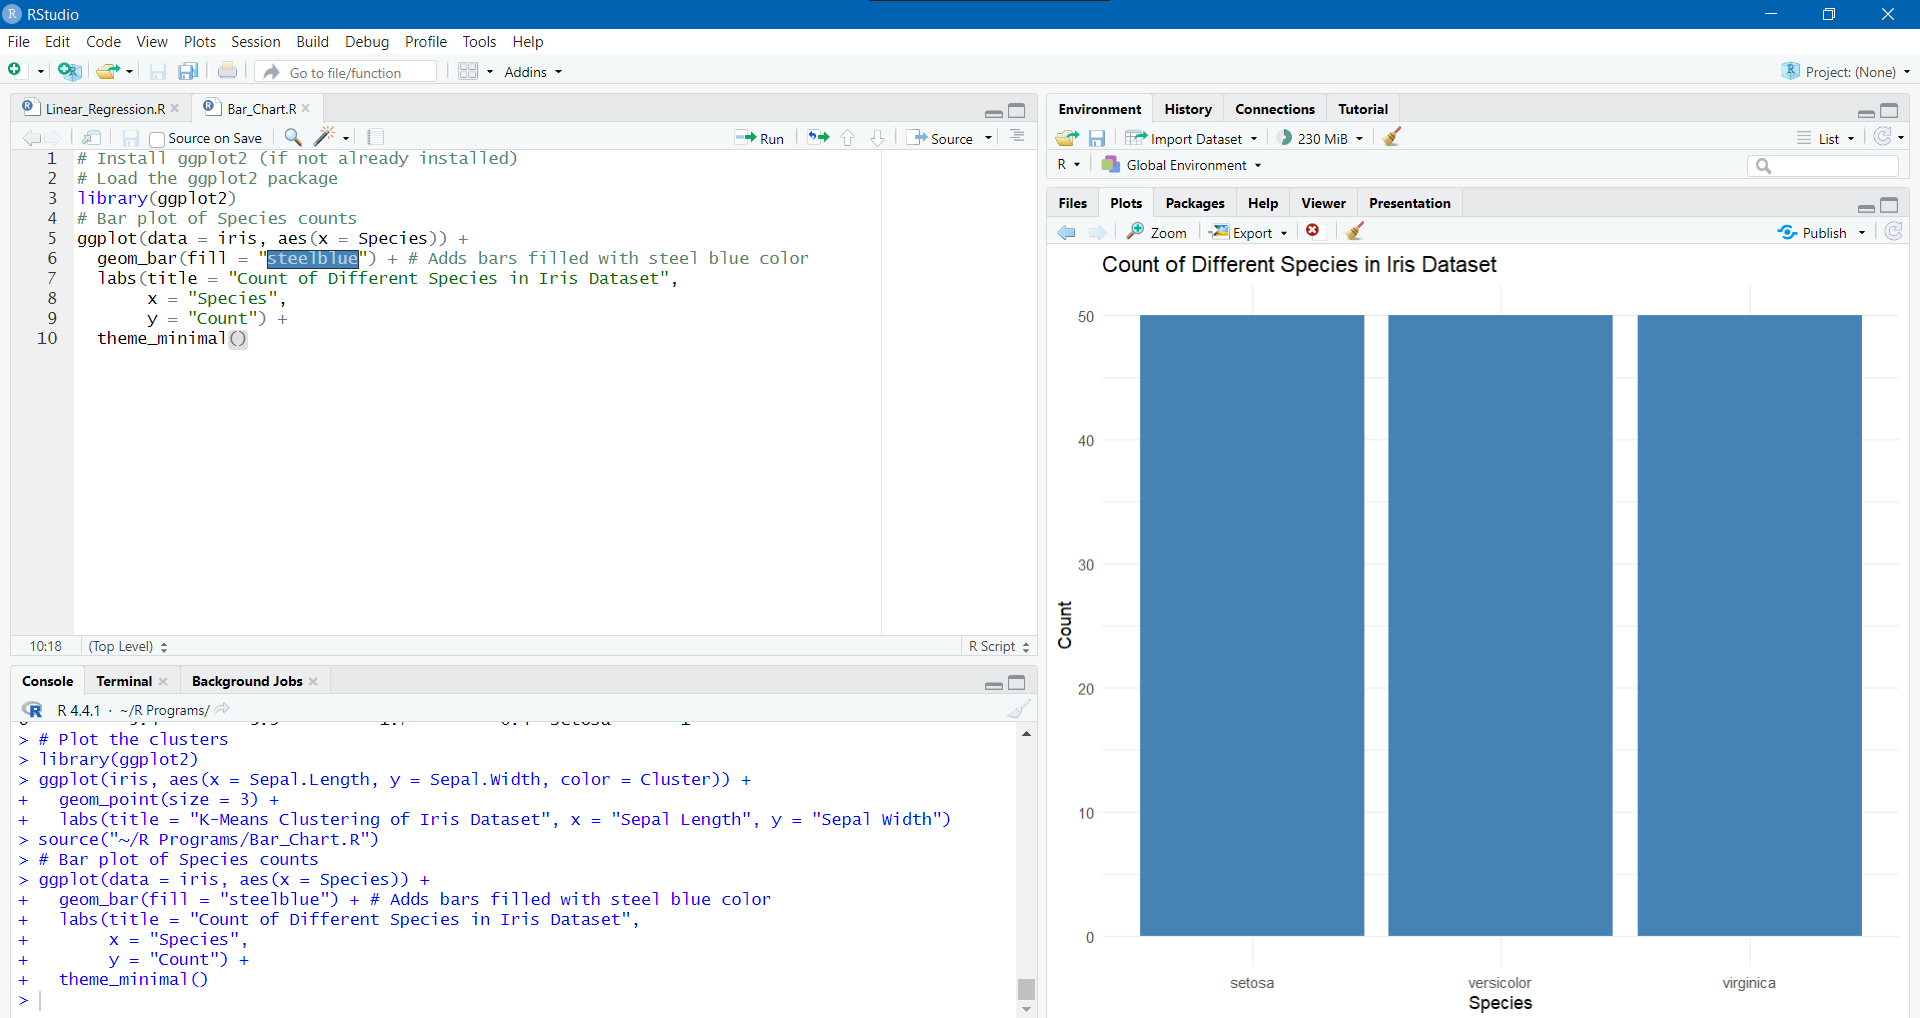 RStudio
File Edit Code View Plots Session Build Debug Profile Tools Help
Go to file/function Addins Project: (None)
Linear_Regression.R Bar_Chart.R
Source on Save Run Source
1 # Install ggplot2 (if not already installed)
2 # Load the ggplot2 package
3 library(ggplot2)
4 # Bar plot of Species counts
5 ggplot(data = iris, aes(x = Species)) +
6   geom_bar(fill = "steelblue") + # Adds bars filled with steel blue color
7   labs(title = "Count of Different Species in Iris Dataset",
8        x = "Species",
9        y = "Count") +
10   theme_minimal()
10:18 (Top Level) R Script
Console Terminal Background Jobs
R 4.4.1 · ~/R Programs/
> # Plot the clusters
> library(ggplot2)
> ggplot(iris, aes(x = Sepal.Length, y = Sepal.Width, color = Cluster)) +
+   geom_point(size = 3) +
+   labs(title = "K-Means Clustering of Iris Dataset", x = "Sepal Length", y = "Sepal Width")
> source("~/R Programs/Bar_Chart.R")
> # Bar plot of Species counts
> ggplot(data = iris, aes(x = Species)) +
+   geom_bar(fill = "steelblue") + # Adds bars filled with steel blue color
+   labs(title = "Count of Different Species in Iris Dataset",
+        x = "Species",
+        y = "Count") +
+   theme_minimal()
>
Environment History Connections Tutorial
Import Dataset 230 MiB List
R Global Environment
Files Plots Packages Help Viewer Presentation
Zoom Export Publish
Count of Different Species in Iris Dataset
50
40
30
Count
20
10
0
setosa versicolor virginica
Species